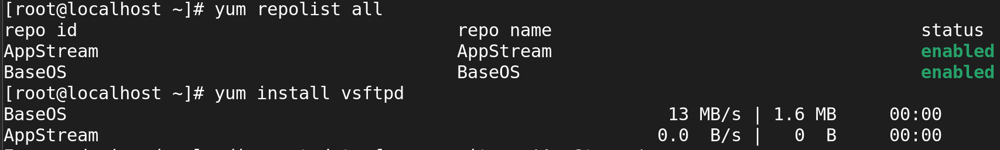 [root@localhost ~]# yum repolist all
repo id repo name status
AppStream AppStream enabled
BaseOS BaseOS enabled
[root@localhost ~]# yum install vsftpd
BaseOS 13 MB/s | 1.6 MB 00:00
AppStream 0.0 B/s | 0 B 00:00